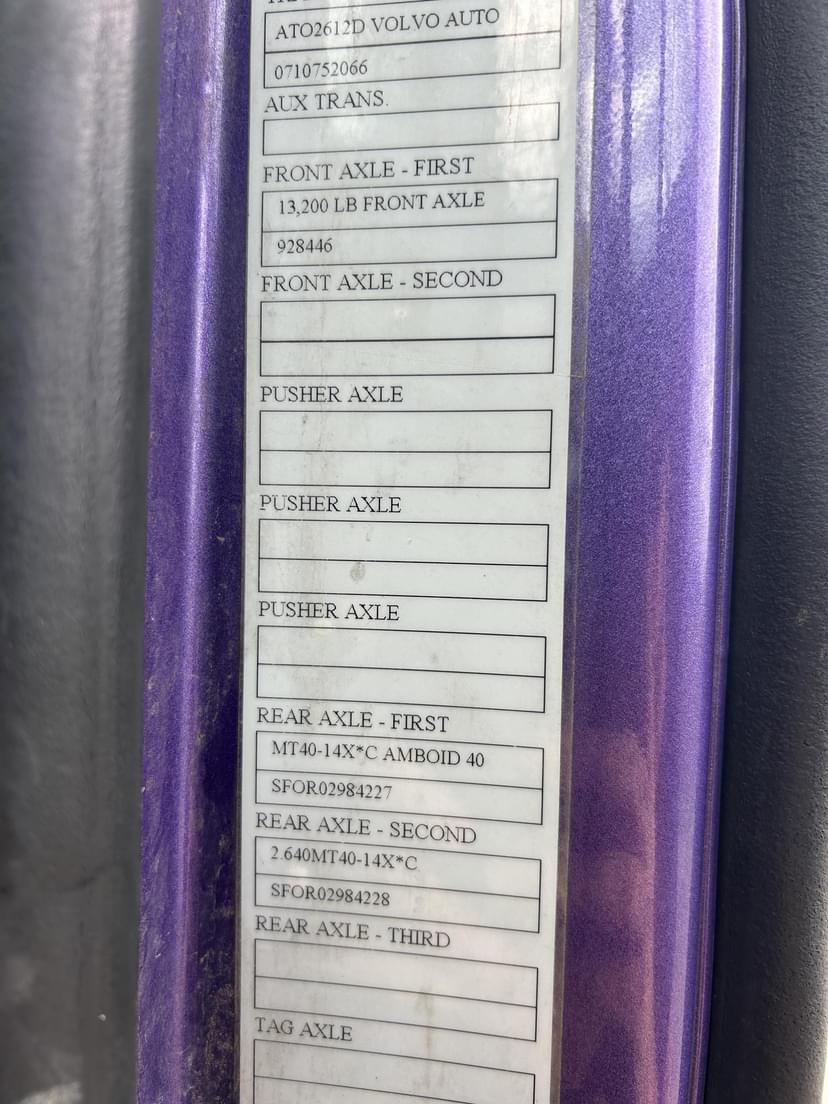 ATO2612D VOLVO AUTO
0710752066
AUX TRANS.
FRONT AXLE - FIRST
13,200 LB FRONT AXLE
928446
FRONT AXLE - SECOND
PUSHER AXLE
PUSHER AXLE
PUSHER AXLE
REAR AXLE - FIRST
MT40-14X*C AMBOID 40
SFOR02984227
REAR AXLE - SECOND
2.640MT40-14X*C
SFOR02984228
REAR AXLE - THIRD
TAG AXLE